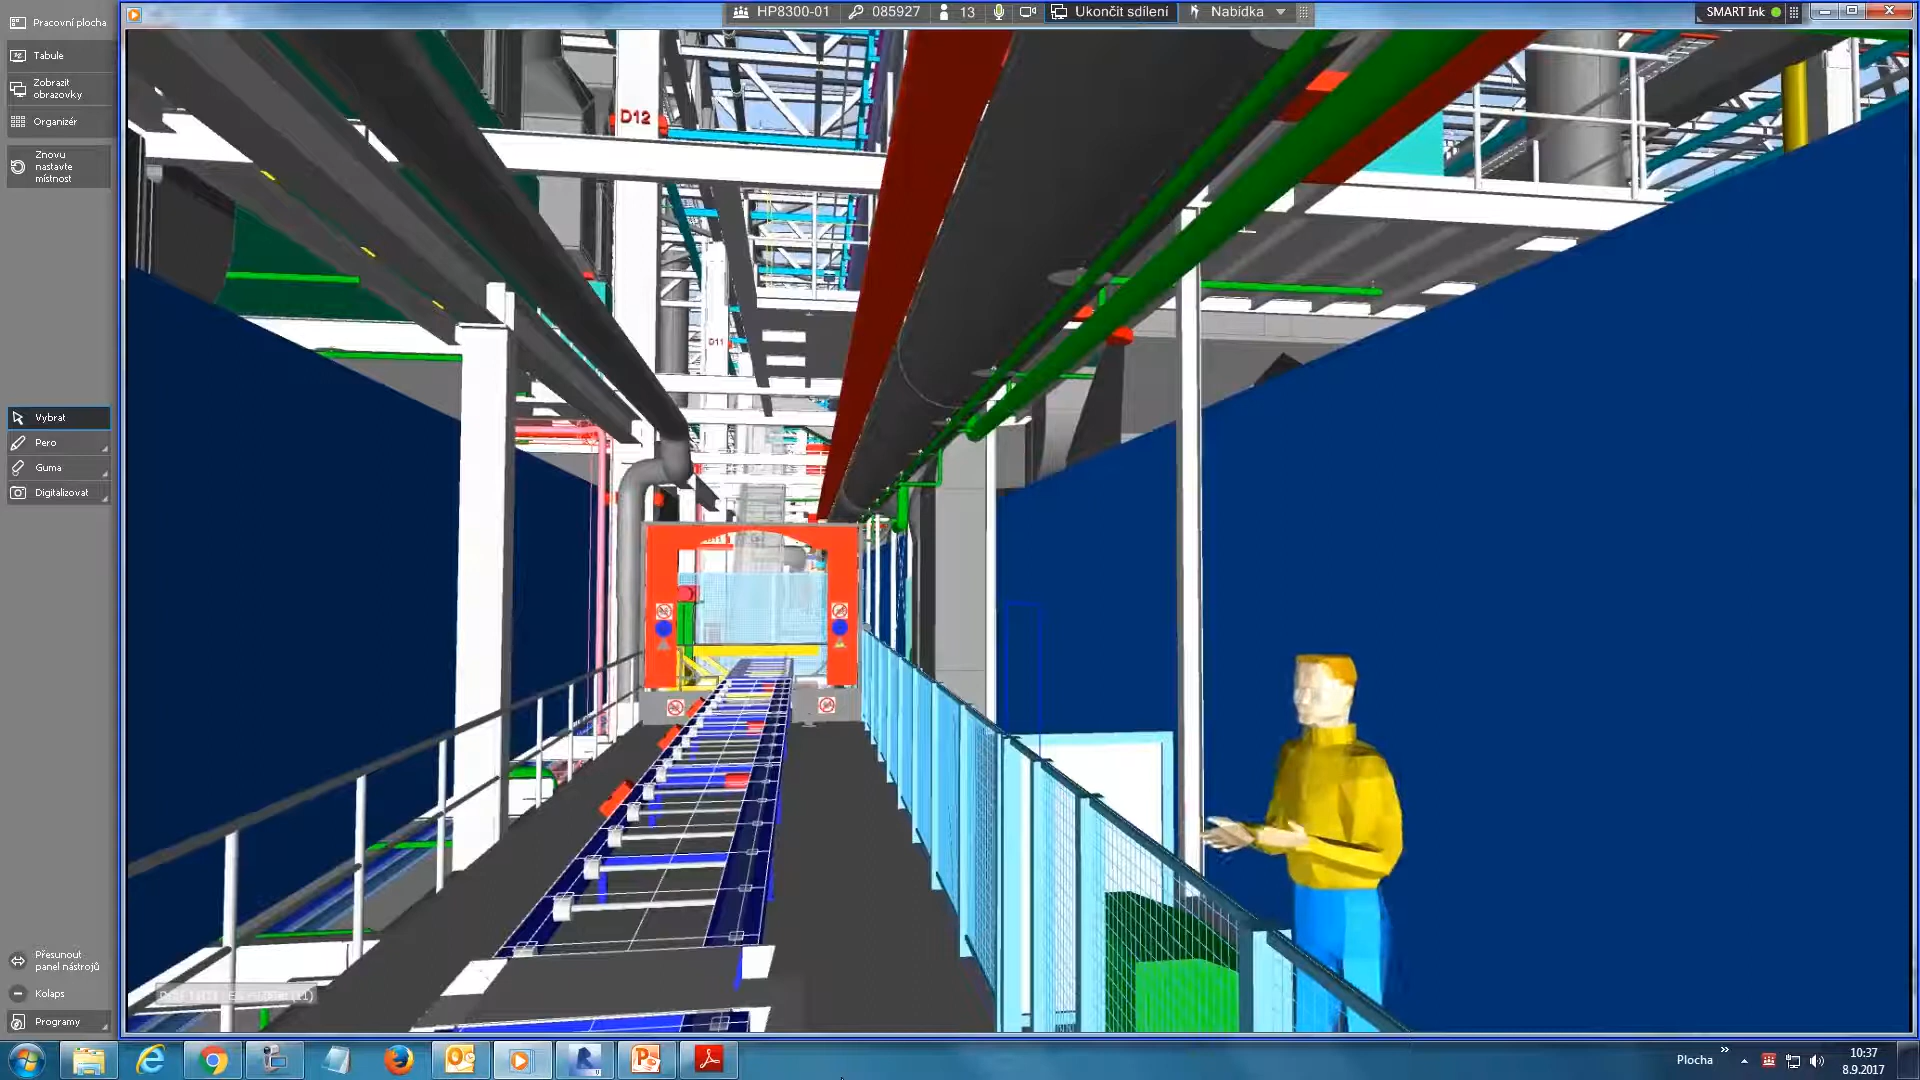 Pracovní plocha
HP8300-01
085927
13
Ukončit sdílení
Nabídka
SMART Ink
Tabule
Zobrazit
obrazovky
Organizér
Znovu
nastavte
místnost
D12
D11
Vybrat
Pero
Guma
Digitalizovat
Přesunout
panel nástrojů
Kolaps
Programy
Plocha
10:37
8.9.2017